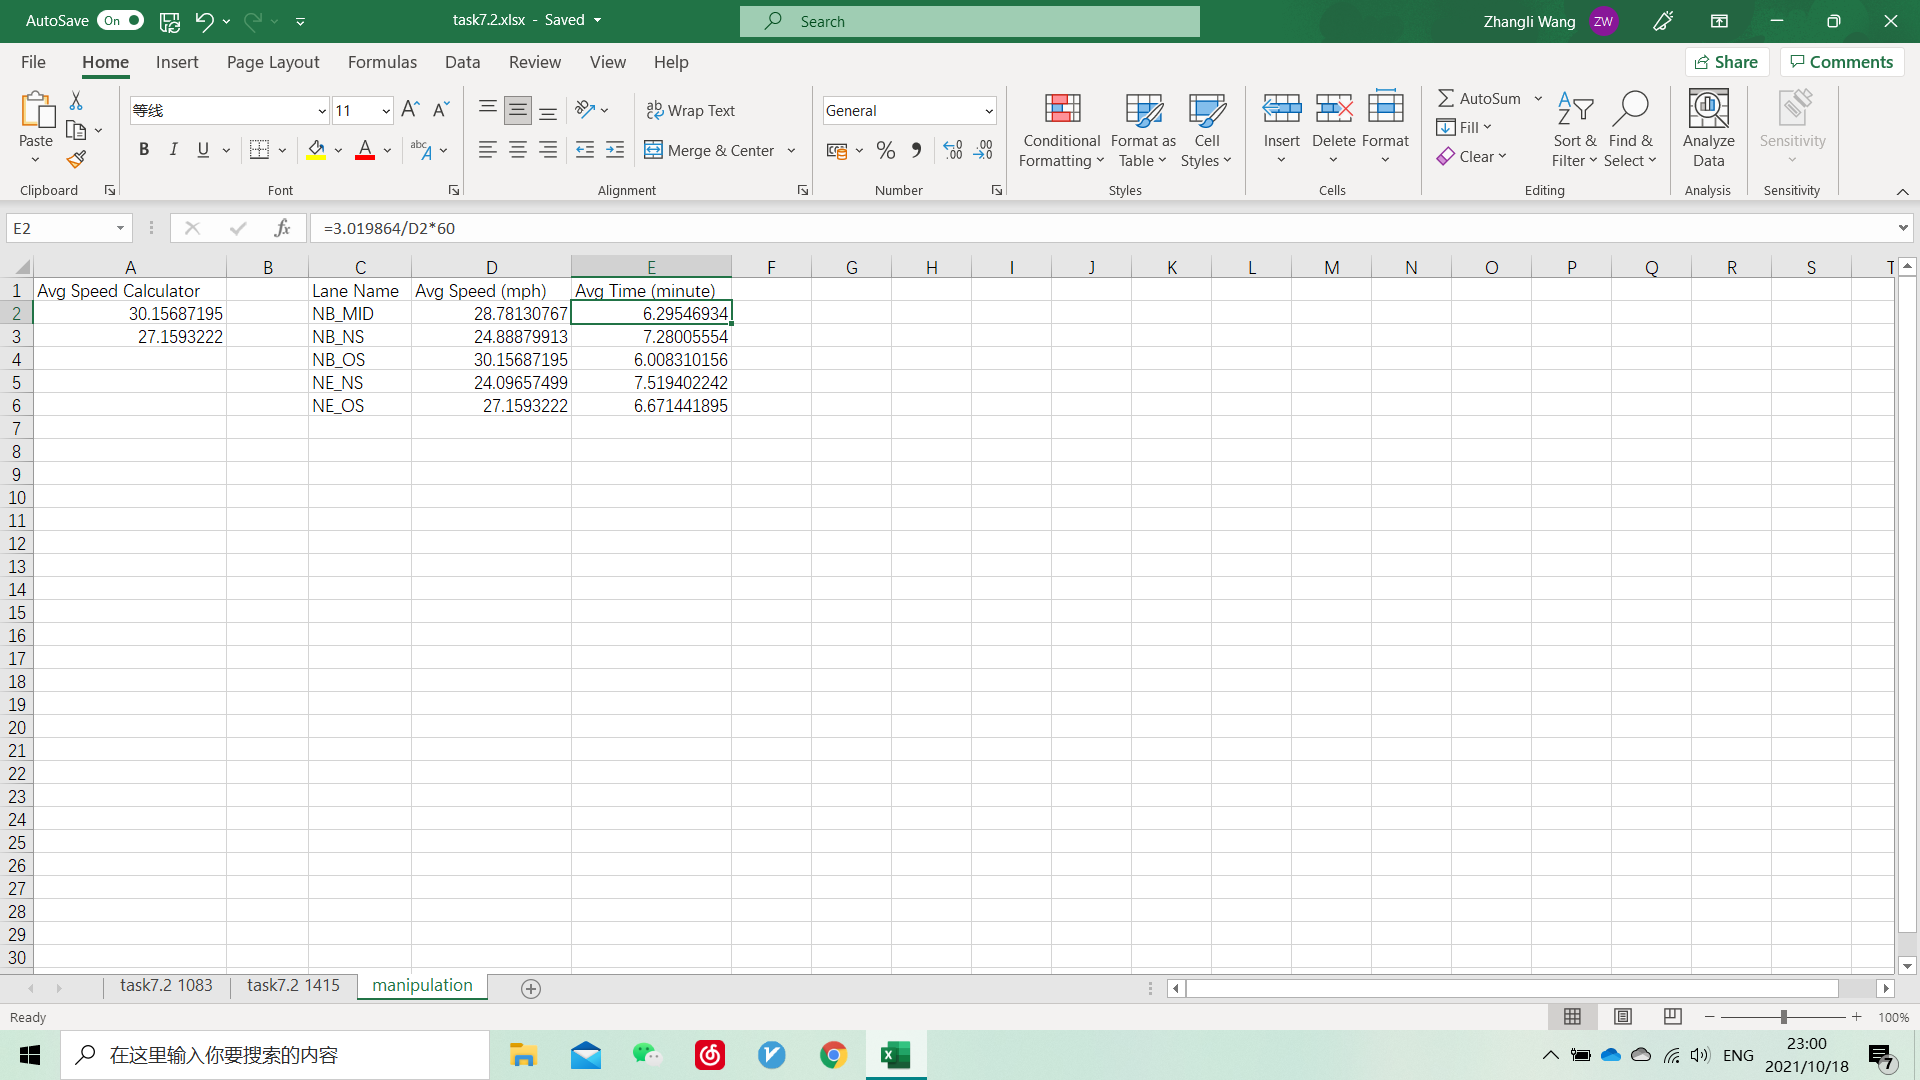 AutoSave On task7.2.xlsx - Saved Search Zhangli Wang ZW
File Home Insert Page Layout Formulas Data Review View Help Share Comments
Paste 等线 11 Wrap Text General AutoSum
B I U Merge & Center Fill
Conditional Formatting Format as Table Cell Styles Insert Delete Format Clear Sort & Filter Find & Select Analyze Data Sensitivity
Clipboard Font Alignment Number Styles Cells Editing Analysis Sensitivity
E2 fx =3.019864/D2*60
A B C D E F G H I J K L M N O P Q R S T
1 Avg Speed Calculator Lane Name Avg Speed (mph) Avg Time (minute)
2 30.15687195 NB_MID 28.78130767 6.29546934
3 27.1593222 NB_NS 24.88879913 7.28005554
4 NB_OS 30.15687195 6.008310156
5 NE_NS 24.09657499 7.519402242
6 NE_OS 27.1593222 6.671441895
7
8
9
10
11
12
13
14
15
16
17
18
19
20
21
22
23
24
25
26
27
28
29
30
task7.2 1083 task7.2 1415 manipulation
Ready 100%
在这里输入你要搜索的内容 ENG 23:00
2021/10/18 7